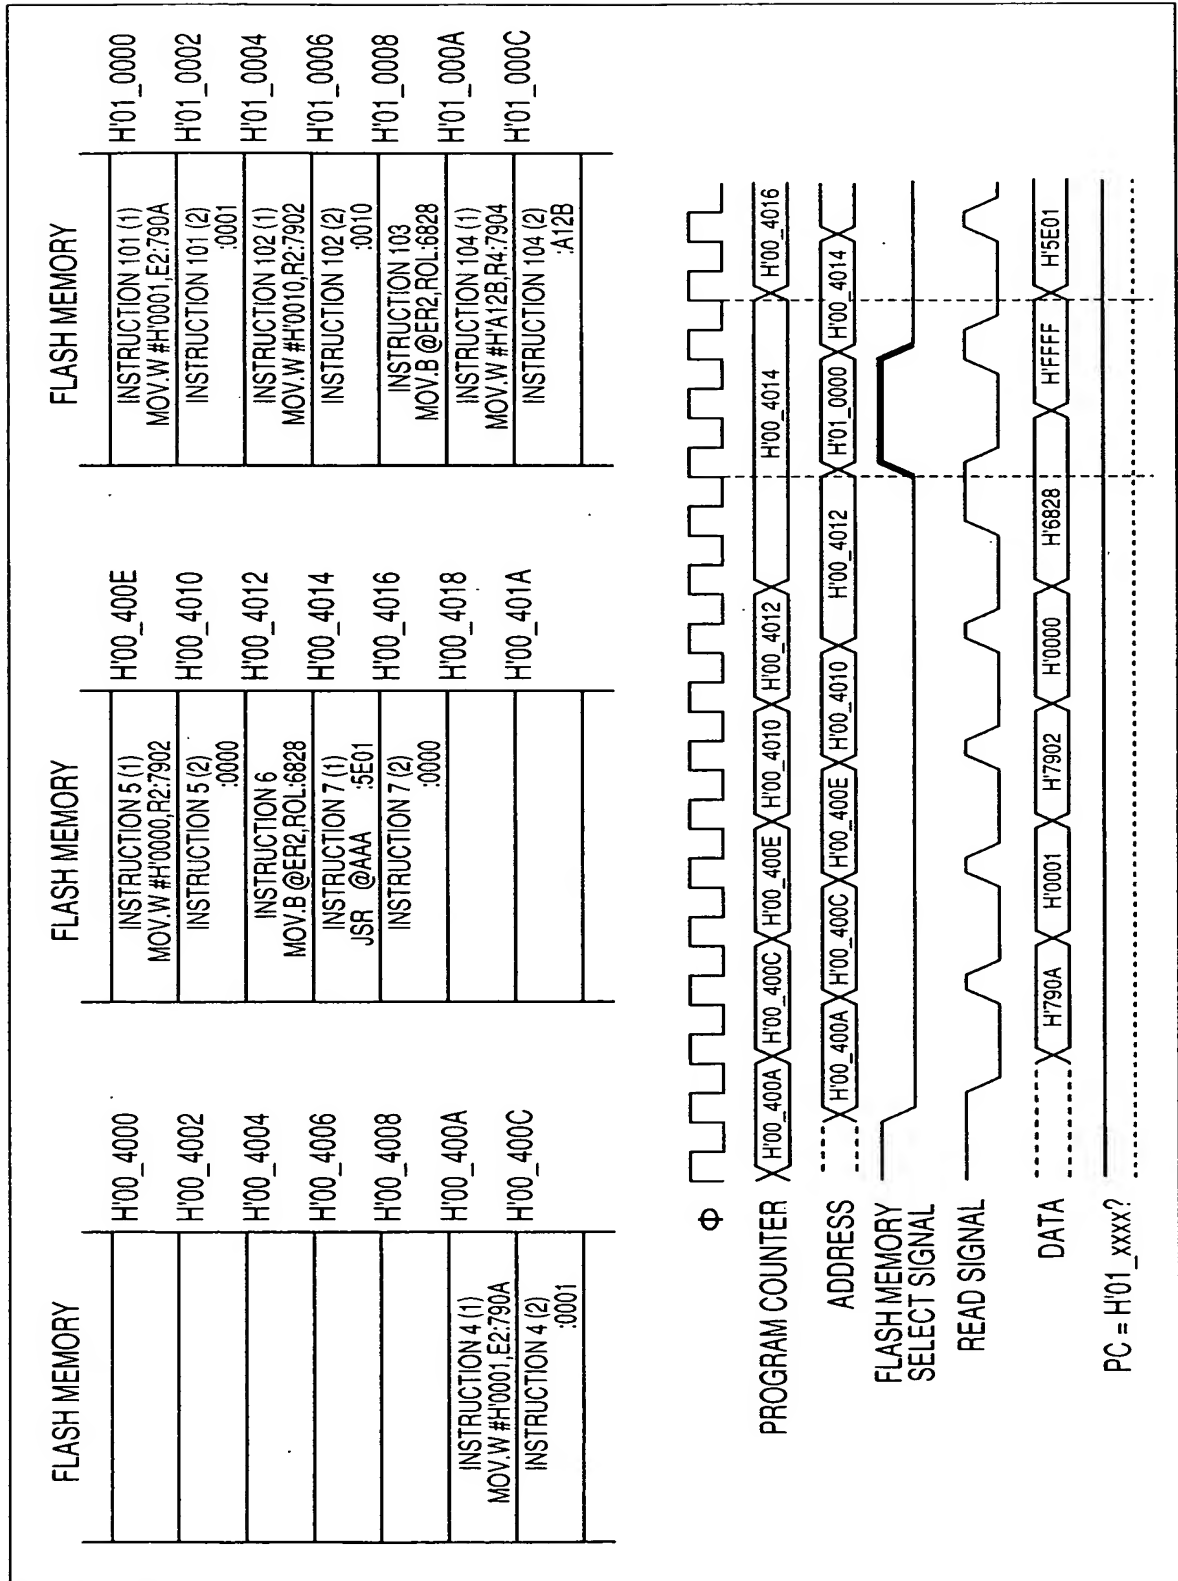 FLASH MEMORY
H'00_4000
H'00_4002
H'00_4004
H'00_4006
H'00_4008
INSTRUCTION 4 (1)
MOV.W #H'0001,E2:790A
H'00_400A
INSTRUCTION 4 (2)
:0001
H'00_400C
FLASH MEMORY
INSTRUCTION 5 (1)
MOV.W #H'0000,R2:7902
H'00_400E
INSTRUCTION 5 (2)
:0000
H'00_4010
INSTRUCTION 6
MOV.B @ER2,ROL:6828
H'00_4012
INSTRUCTION 7 (1)
JSR @AAA :5E01
H'00_4014
INSTRUCTION 7 (2)
:0000
H'00_4016
H'00_4018
H'00_401A
FLASH MEMORY
INSTRUCTION 101 (1)
MOV.W #H'0001,E2:790A
H'01_0000
INSTRUCTION 101 (2)
:0001
H'01_0002
INSTRUCTION 102 (1)
MOV.W #H'0010,R2:7902
H'01_0004
INSTRUCTION 102 (2)
:0010
H'01_0006
INSTRUCTION 103
MOV.B @ER2,ROL:6828
H'01_0008
INSTRUCTION 104 (1)
MOV.W #H'A12B,R4:7904
H'01_000A
INSTRUCTION 104 (2)
:A12B
H'01_000C
Φ
PROGRAM COUNTER H'00_400A H'00_400C H'00_400E H'00_4010 H'00_4012 H'00_4014 H'00_4016
ADDRESS H'00_400A H'00_400C H'00_400E H'00_4010 H'00_4012 H'01_0000 H'00_4014
FLASH MEMORY
SELECT SIGNAL
READ SIGNAL
DATA H'790A H'0001 H'7902 H'0000 H'6828 H'FFFF H'5E01
PC = H'01_xxxx?